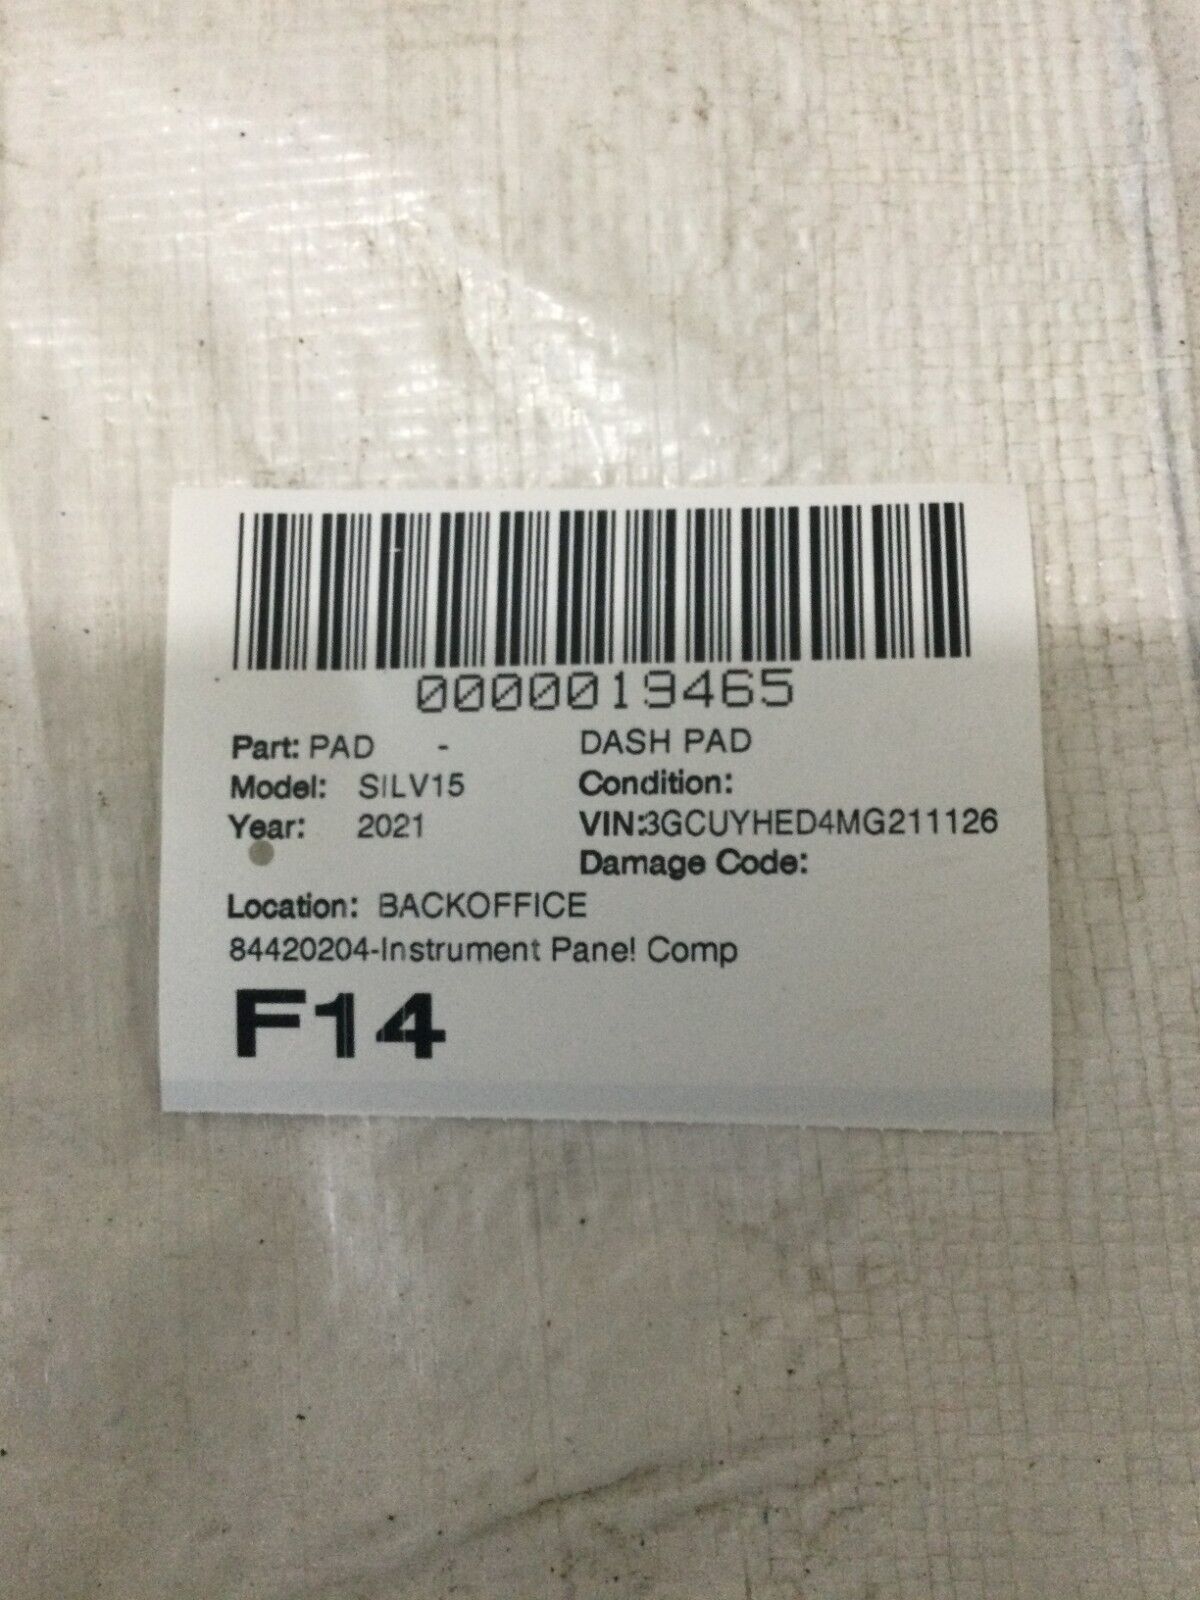 0000019465
Part: PAD - DASH PAD
Model: SILV15 Condition:
Year: 2021 VIN:3GCUYHED4MG211126
Damage Code:
Location: BACKOFFICE
84420204-Instrument Panel Comp
F14